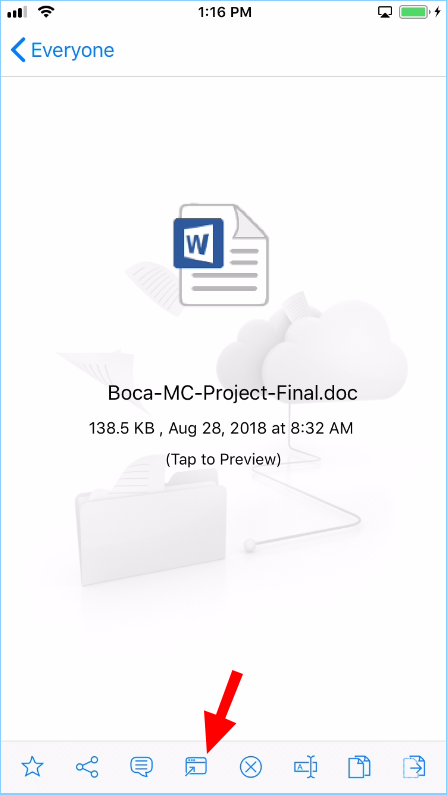 1:16 PM
Everyone
W
Boca-MC-Project-Final.doc
138.5 KB , Aug 28, 2018 at 8:32 AM
(Tap to Preview)
A